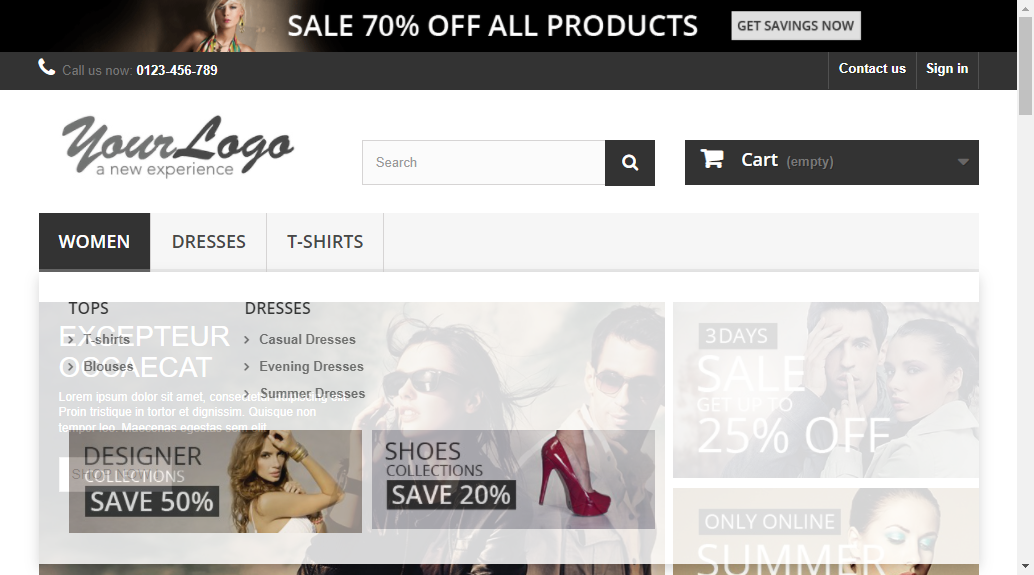 SALE 70% OFF ALL PRODUCTS
GET SAVINGS NOW
Call us now: 0123-456-789
Contact us
Sign in
YourLogo
a new experience
Search
Cart (empty)
WOMEN
DRESSES
T-SHIRTS
TOPS
T-shirts
Blouses
DRESSES
Casual Dresses
Evening Dresses
Summer Dresses
EXCEPTEUR
OCCAECAT
Lorem ipsum dolor sit amet,
Proin tristique in tortor et dignissim. Quisque non
tempor leo. Maecenas egestas sem elit
DESIGNER
COLLECTIONS
SAVE 50%
SHOES
COLLECTIONS
SAVE 20%
3 DAYS
SALE
GET UP TO
25% OFF
ONLY ONLINE
SUMMER